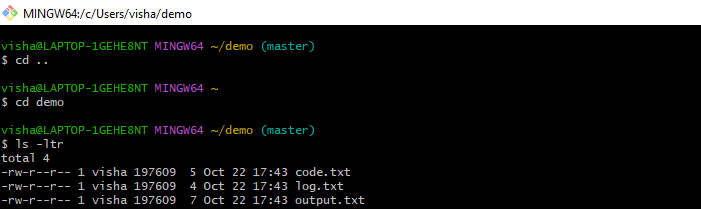 MINGW64:/c/Users/visha/demo
visha@LAPTOP-1GEHE8NT MINGW64 ~/demo (master)
$ cd ..
visha@LAPTOP-1GEHE8NT MINGW64 ~
$ cd demo
visha@LAPTOP-1GEHE8NT MINGW64 ~/demo (master)
$ ls -ltr
total 4
-rw-r--r-- 1 visha 197609  5 Oct 22 17:43 code.txt
-rw-r--r-- 1 visha 197609  4 Oct 22 17:43 log.txt
-rw-r--r-- 1 visha 197609  7 Oct 22 17:43 output.txt